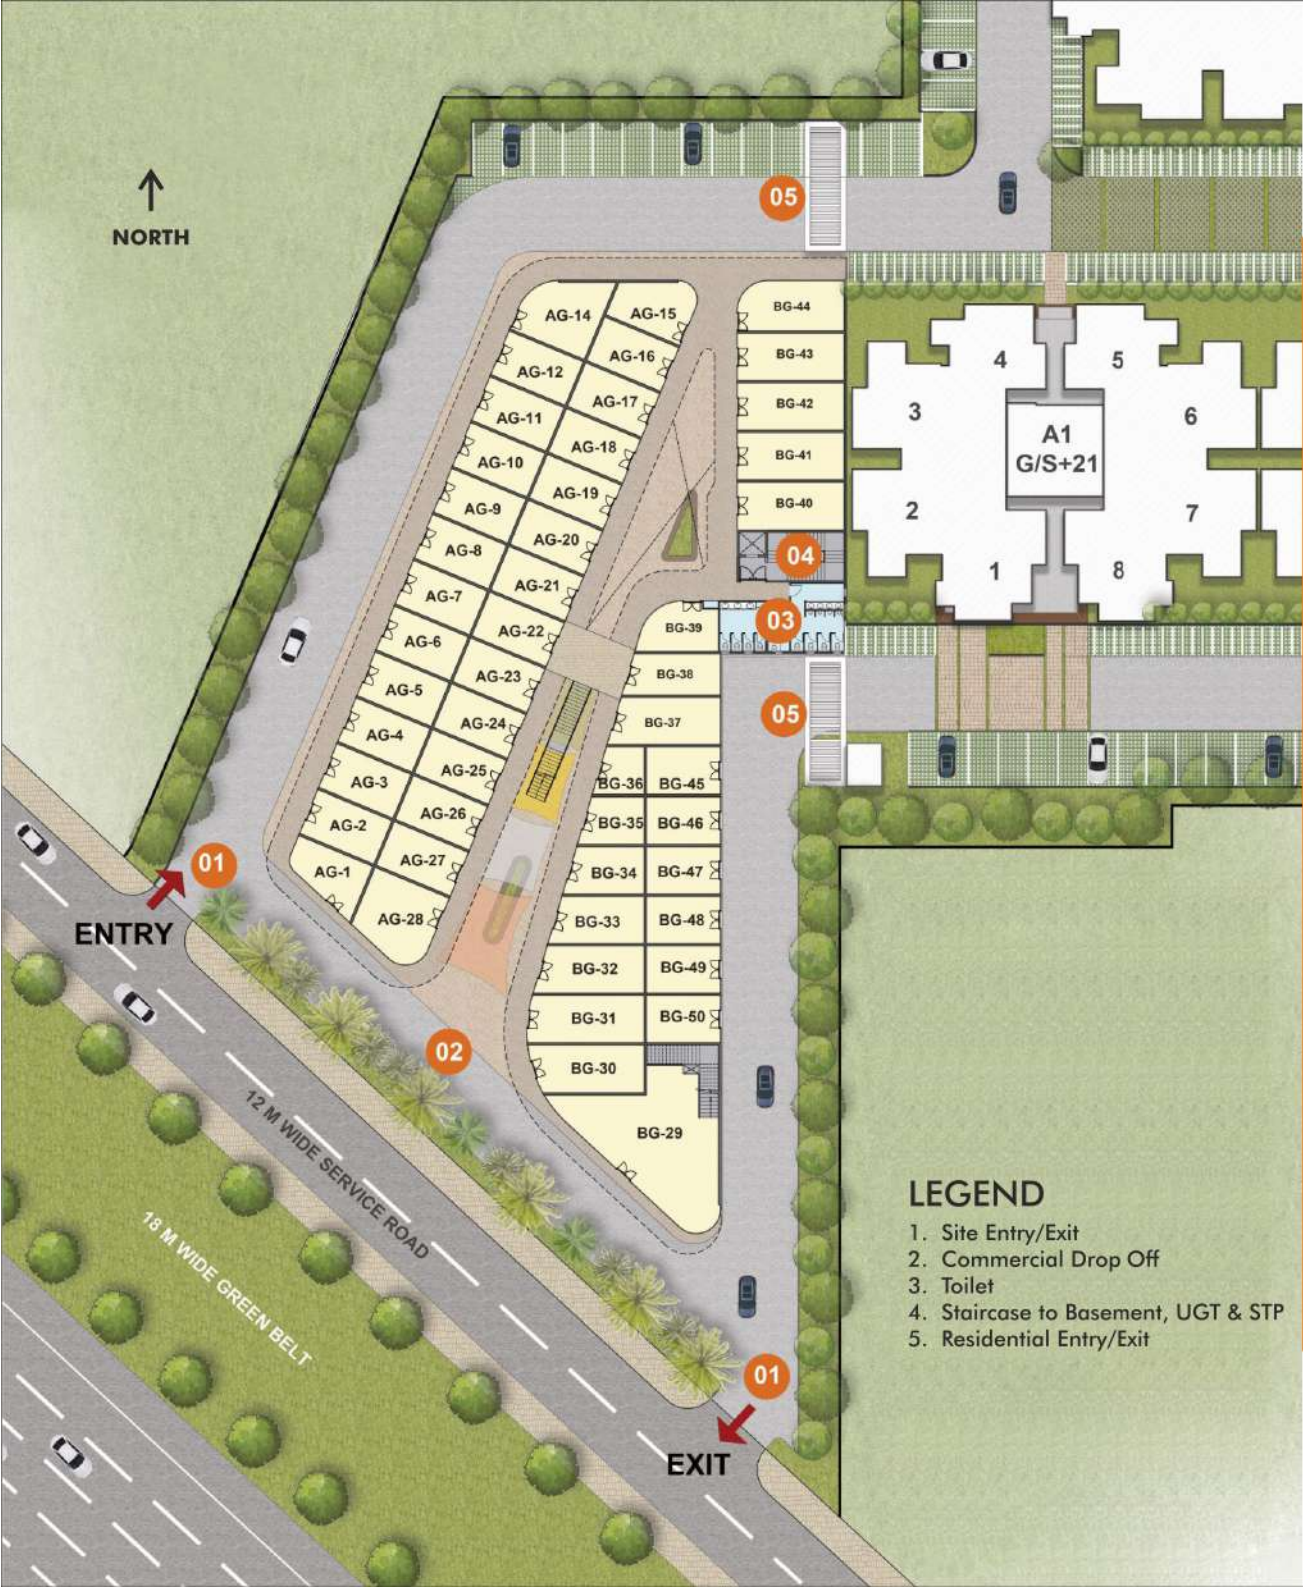 NORTH
05
AG-14
AG-15
BG-44
AG-12
AG-16
BG-43
AG-11
AG-17
BG-42
AG-10
AG-18
BG-41
AG-9
AG-19
BG-40
AG-8
AG-20
04
AG-7
AG-21
AG-6
AG-22
BG-39
03
AG-5
AG-23
BG-38
AG-4
AG-24
BG-37
05
AG-3
AG-25
BG-36
BG-45
AG-2
AG-26
BG-35
BG-46
AG-1
AG-27
BG-34
BG-47
AG-28
BG-33
BG-48
BG-32
BG-49
BG-31
BG-50
BG-30
BG-29
4
5
3
6
A1
G/S+21
2
7
1
8
01
ENTRY
02
12 M WIDE SERVICE ROAD
18 M WIDE GREEN BELT
01
EXIT
LEGEND
1. Site Entry/Exit
2. Commercial Drop Off
3. Toilet
4. Staircase to Basement, UGT & STP
5. Residential Entry/Exit